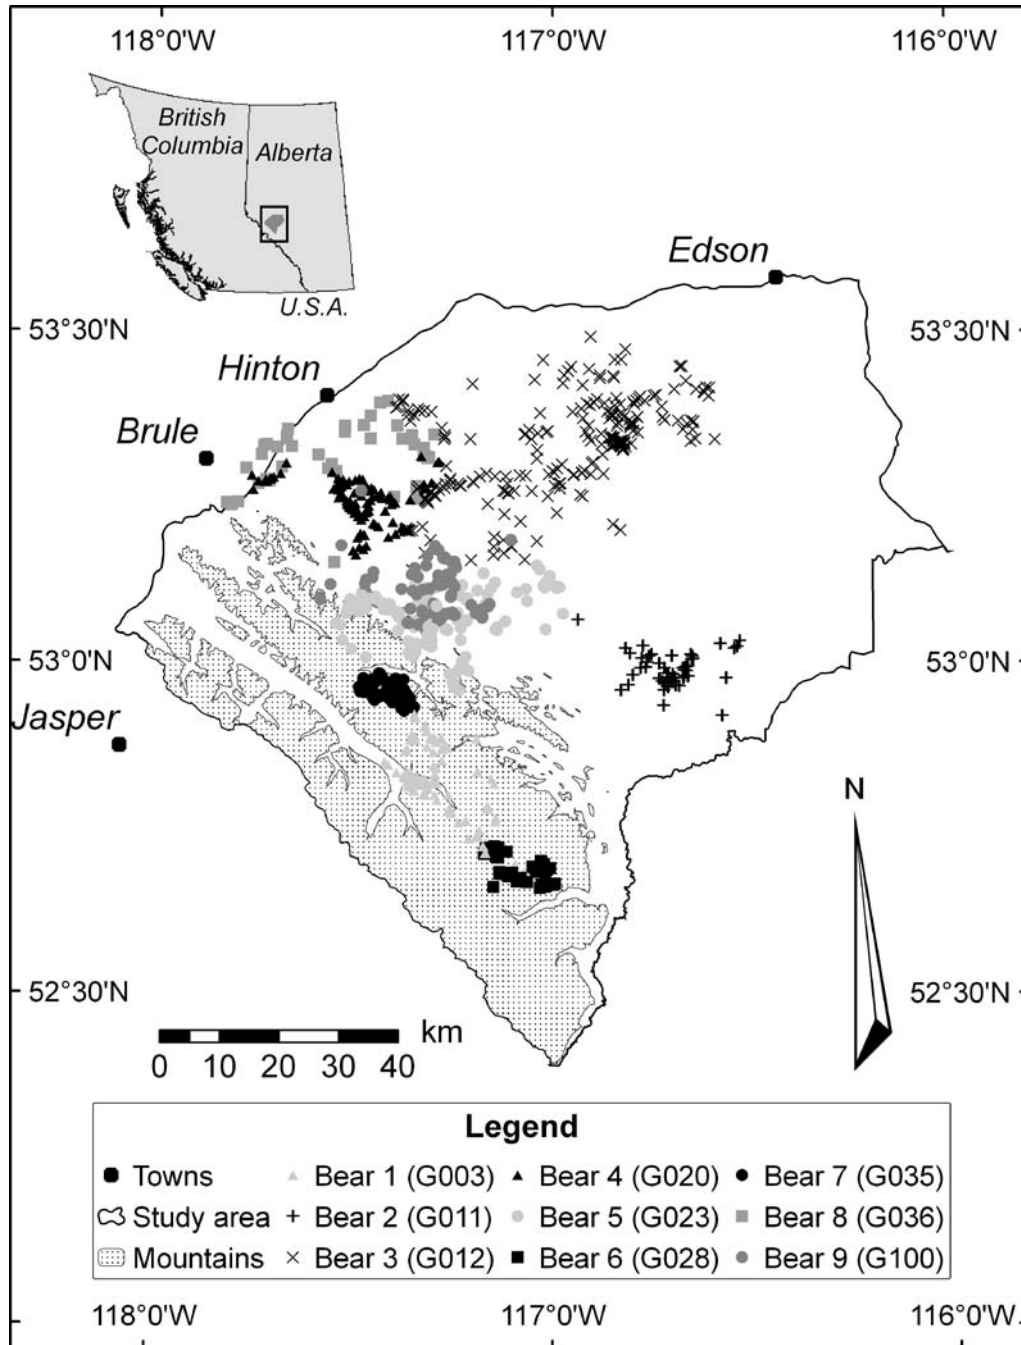 118°0'W 117°0'W 116°0'W
British
Columbia
Alberta
U.S.A.
Edson
53°30'N 53°30'N
Hinton
Brule
53°0'N 53°0'N
Jasper
N
52°30'N 52°30'N
km
0 10 20 30 40
Legend
Towns Bear 1 (G003) Bear 4 (G020) Bear 7 (G035)
Study area Bear 2 (G011) Bear 5 (G023) Bear 8 (G036)
Mountains Bear 3 (G012) Bear 6 (G028) Bear 9 (G100)
118°0'W 117°0'W 116°0'W